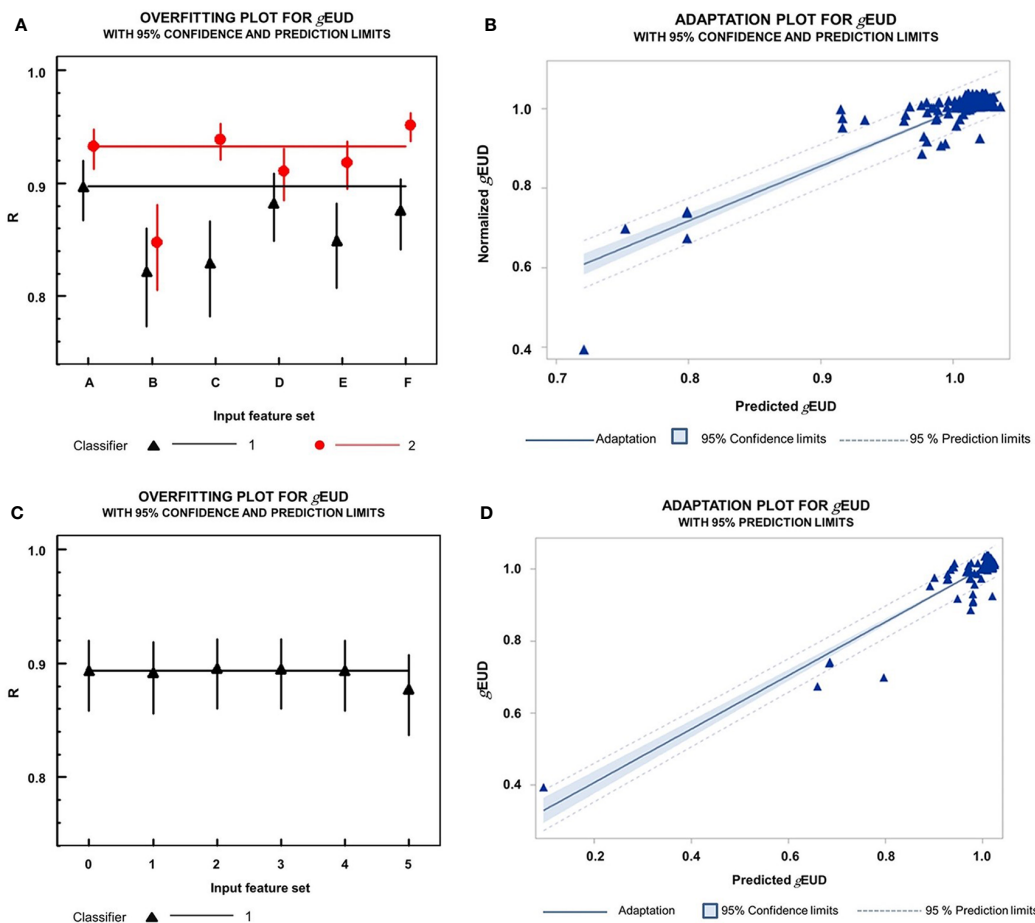 A
OVERFITTING PLOT FOR gEUD
WITH 95% CONFIDENCE AND PREDICTION LIMITS
1.0
0.9
0.8
R
A B C D E F
Input feature set
Classifier 1 2
B
ADAPTATION PLOT FOR gEUD
WITH 95% CONFIDENCE AND PREDICTION LIMITS
1.0
0.8
0.6
0.4
Normalized gEUD
0.7 0.8 0.9 1.0
Predicted gEUD
Adaptation 95% Confidence limits 95 % Prediction limits
C
OVERFITTING PLOT FOR gEUD
WITH 95% CONFIDENCE AND PREDICTION LIMITS
1.0
0.9
0.8
R
0 1 2 3 4 5
Input feature set
Classifier 1
D
ADAPTATION PLOT FOR gEUD
WITH 95% PREDICTION LIMITS
1.0
0.8
0.6
0.4
gEUD
0.2 0.4 0.6 0.8 1.0
Predicted gEUD
Adaptation 95% Confidence limits 95 % Prediction limits